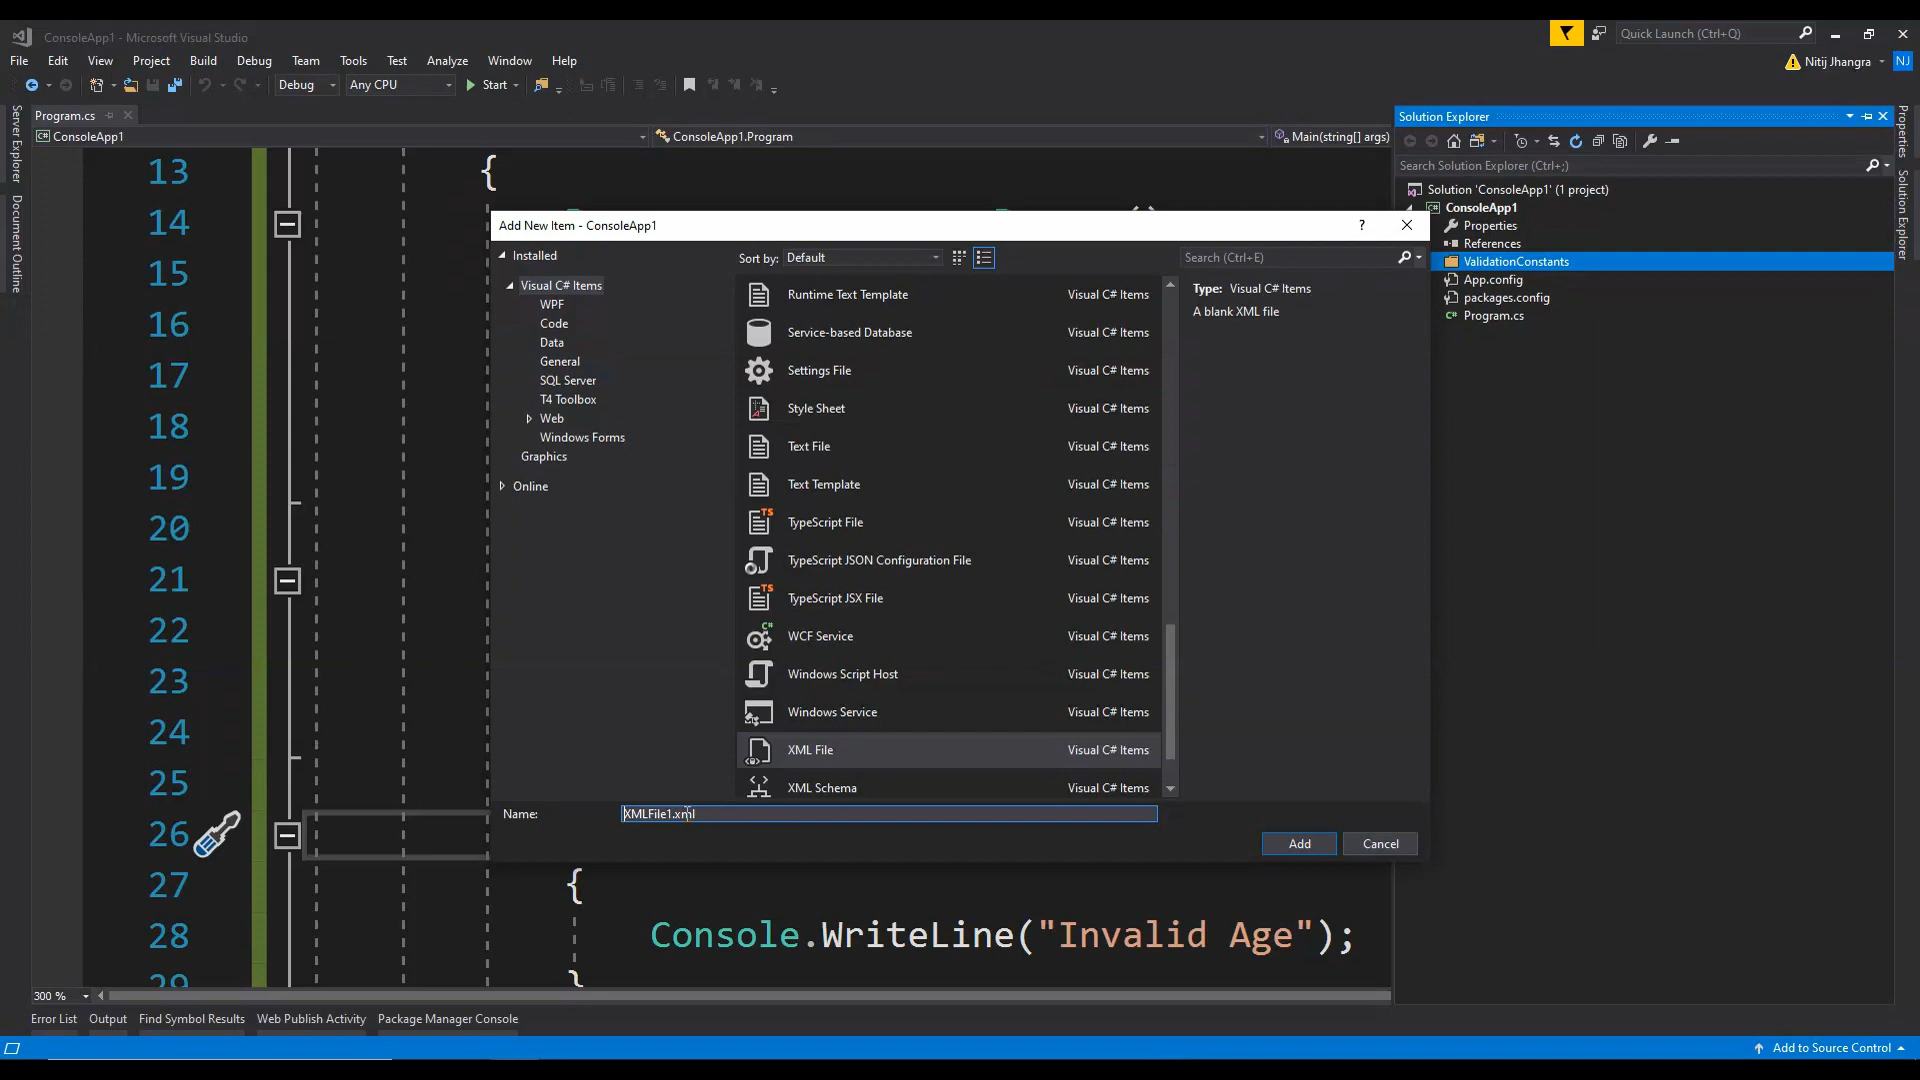 ConsoleApp1 - Microsoft Visual Studio
Quick Launch (Ctrl+Q)
File Edit View Project Build Debug Team Tools Test Analyze Window Help
Nitij Jhangra NJ
Debug Any CPU Start
Program.cs
ConsoleApp1 ConsoleApp1.Program Main(string[] args)
Server Explorer
Document Outline
13 {
14
15
16
17
18
19
20
21
22
23
24
25
26
27 {
28 Console.WriteLine("Invalid Age");
29 }
Add New Item - ConsoleApp1
?
Installed
Sort by: Default
Search (Ctrl+E)
Visual C# Items
WPF
Code
Data
General
SQL Server
T4 Toolbox
Web
Windows Forms
Graphics
Online
Runtime Text Template Visual C# Items
Service-based Database Visual C# Items
Settings File Visual C# Items
Style Sheet Visual C# Items
Text File Visual C# Items
Text Template Visual C# Items
TypeScript File Visual C# Items
TypeScript JSON Configuration File Visual C# Items
TypeScript JSX File Visual C# Items
WCF Service Visual C# Items
Windows Script Host Visual C# Items
Windows Service Visual C# Items
XML File Visual C# Items
XML Schema Visual C# Items
Type: Visual C# Items
A blank XML file
Name: XMLFile1.xml
Add Cancel
Solution Explorer
Search Solution Explorer (Ctrl+;)
Solution 'ConsoleApp1' (1 project)
C# ConsoleApp1
Properties
References
ValidationConstants
App.config
packages.config
C# Program.cs
Properties
Solution Explorer
300 %
Error List Output Find Symbol Results Web Publish Activity Package Manager Console
Add to Source Control